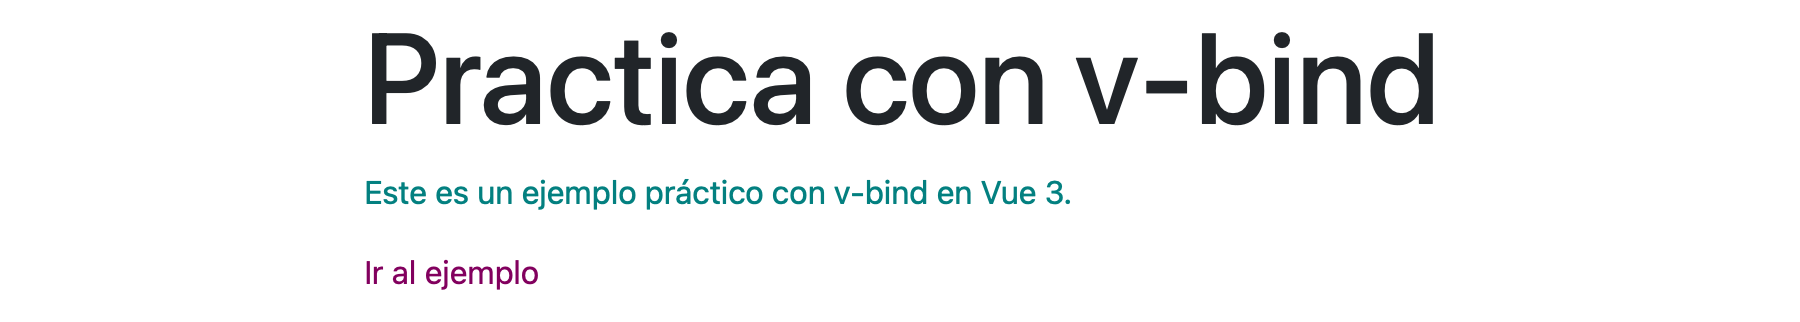 Practica con v-bind
Este es un ejemplo práctico con v-bind en Vue 3.
Ir al ejemplo